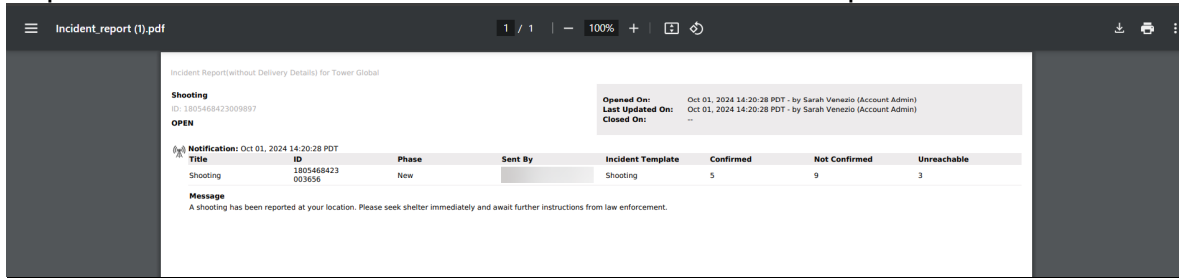 Incident_report (1).pdf
1 / 1
100%
Incident Report(without Delivery Details) for Tower Global
Shooting
ID: 1805468423009897
OPEN
Opened On: Oct 01, 2024 14:20:28 PDT - by Sarah Venezio (Account Admin)
Last Updated On: Oct 01, 2024 14:20:28 PDT - by Sarah Venezio (Account Admin)
Closed On: --
Notification: Oct 01, 2024 14:20:28 PDT
Title ID Phase Sent By Incident Template Confirmed Not Confirmed Unreachable
Shooting 1805468423 New Shooting 5 9 3
003656
Message
A shooting has been reported at your location. Please seek shelter immediately and await further instructions from law enforcement.